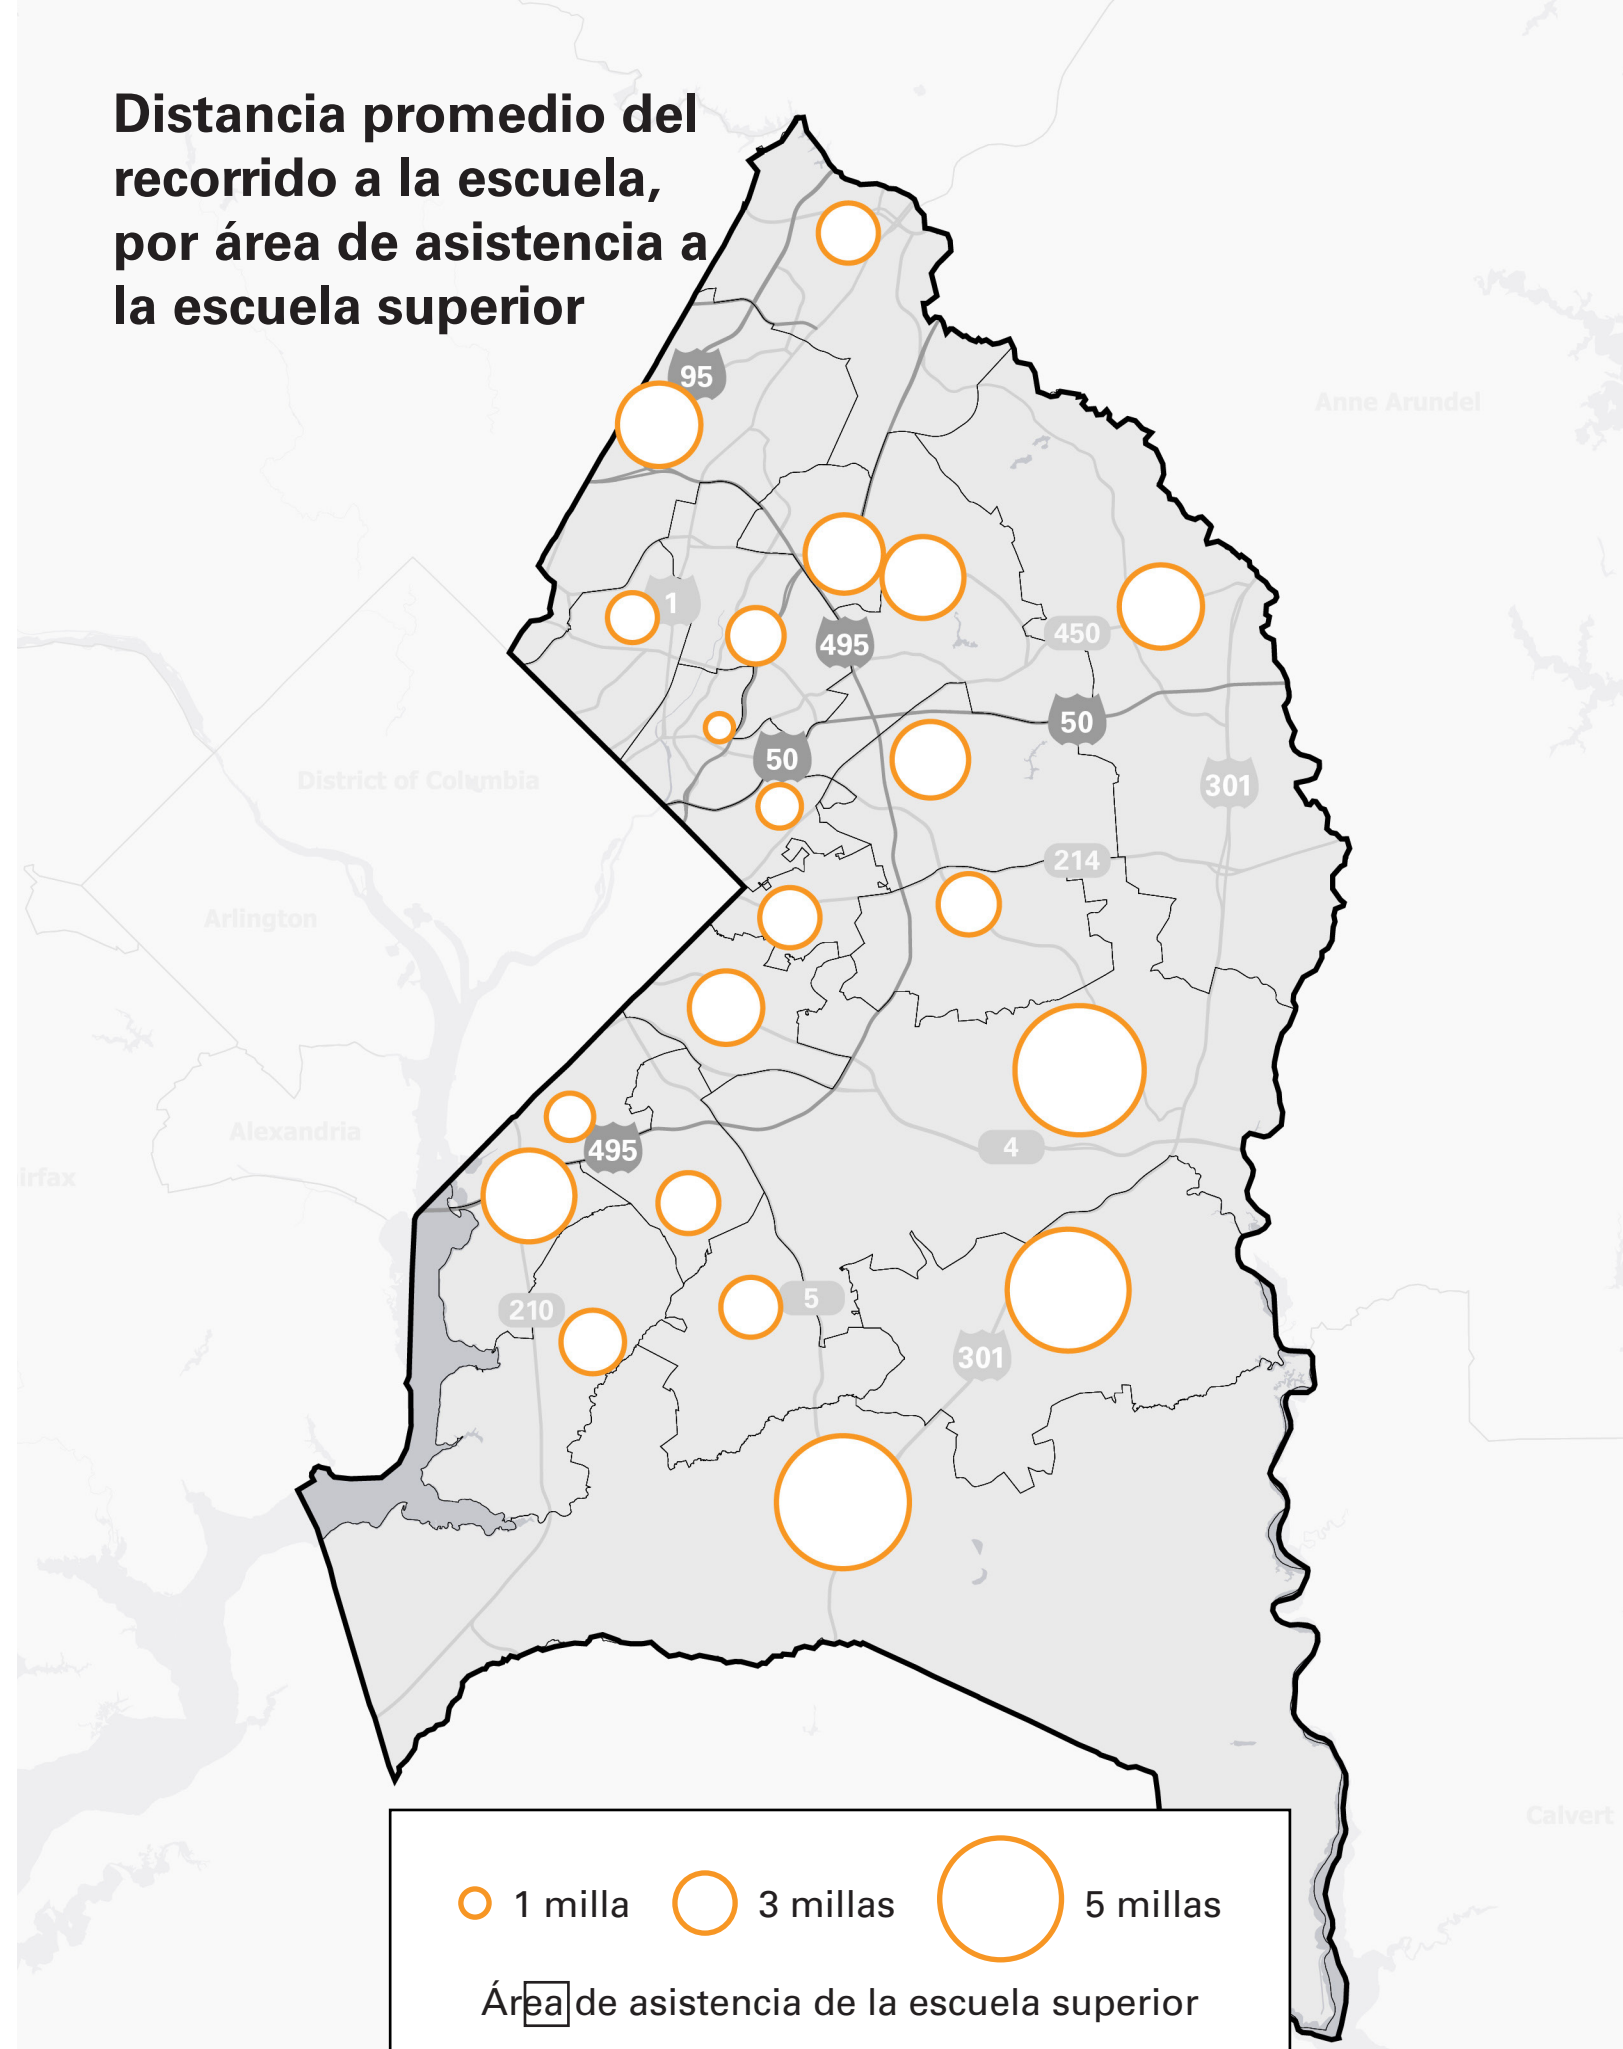 Distancia promedio del
recorrido a la escuela,
por área de asistencia a
la escuela superior
95
Anne Arundel
1
495
450
50
50
District of Columbia
301
214
Arlington
Alexandria
495
4
irfax
210
5
301
Calvert
1 milla
3 millas
5 millas
Área de asistencia de la escuela superior